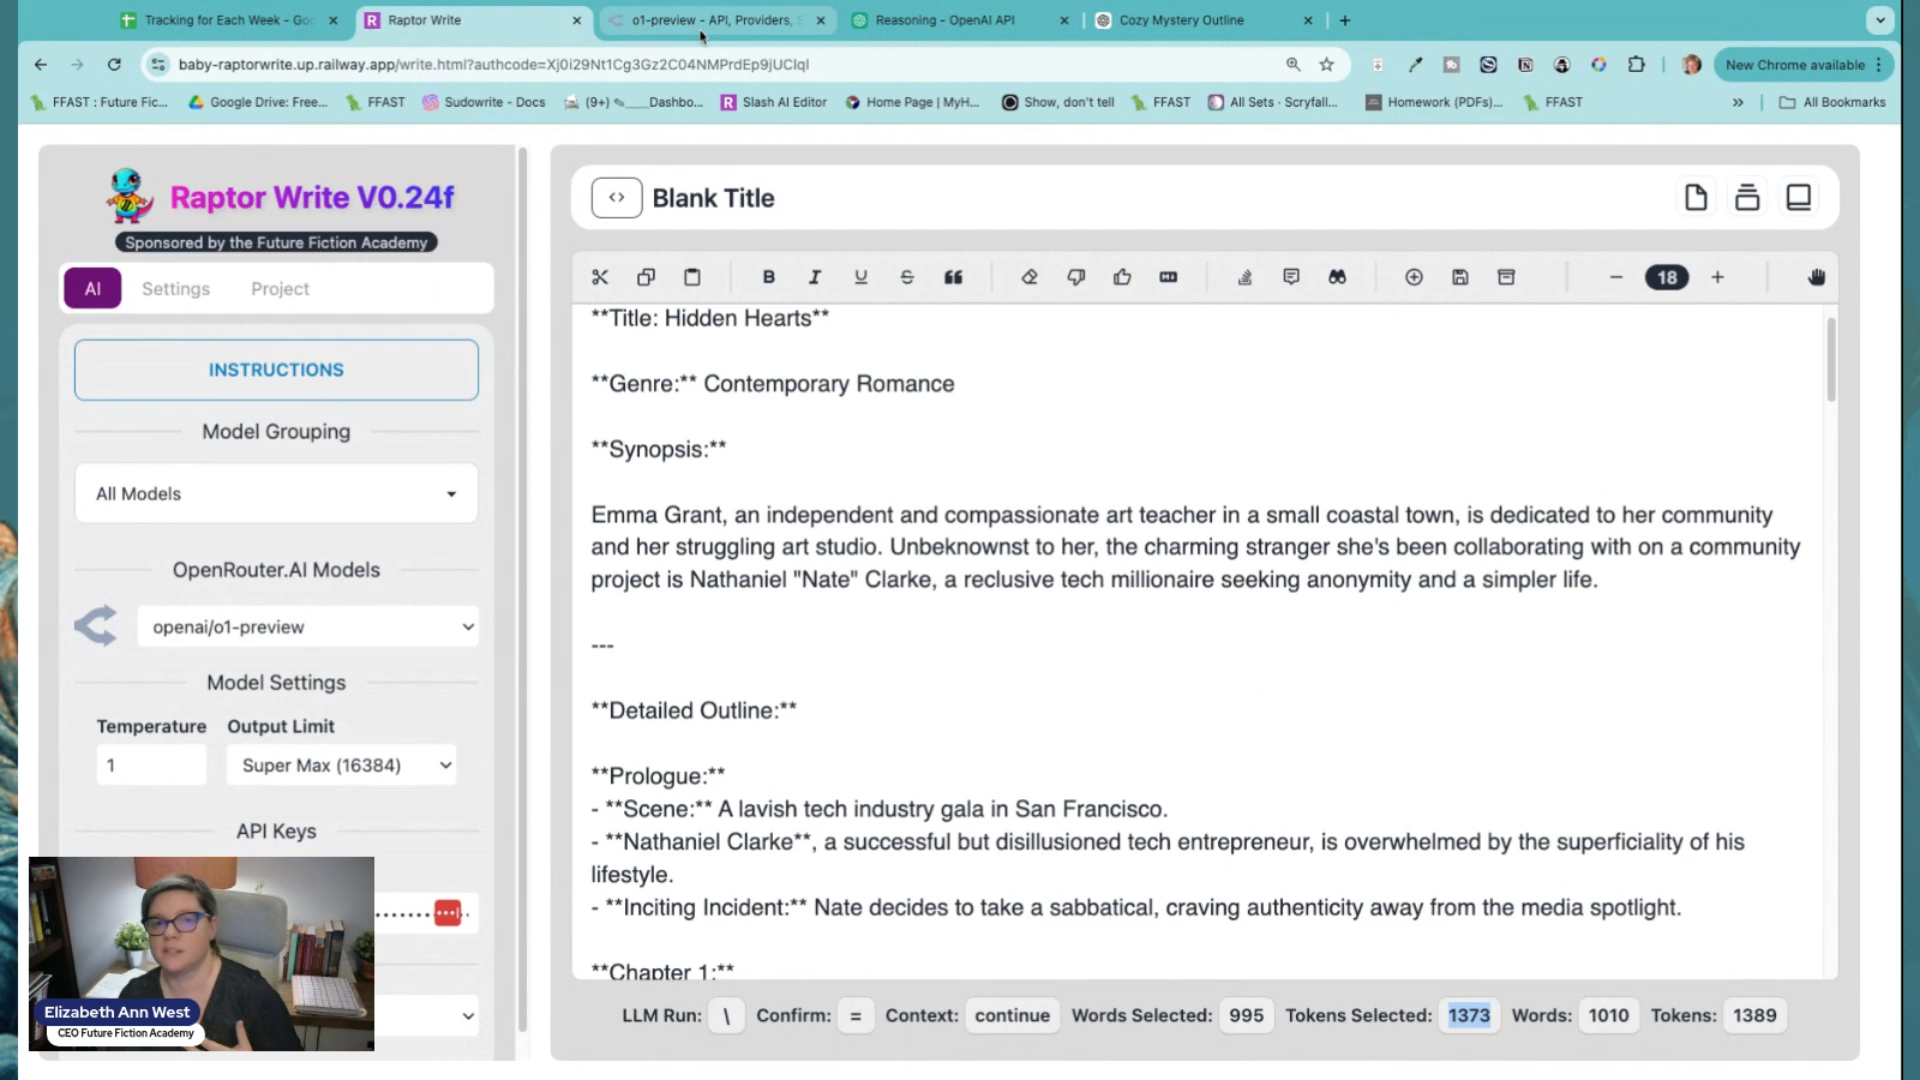 Tracking for Each Week - Goo
Raptor Write
o1-preview - API, Providers, S
Reasoning - OpenAI API
Cozy Mystery Outline
baby-raptorwrite.up.railway.app/write.html?authcode=Xj0i29Nt1Cg3Gz2C04NMPrdEp9jUCIqI
New Chrome available
FFAST : Future Fic...
Google Drive: Free...
FFAST
Sudowrite - Docs
(9+) ✎____Dashbo...
Slash AI Editor
Home Page | MyH...
Show, don't tell
FFAST
All Sets · Scryfall...
Homework (PDFs)...
FFAST
»
All Bookmarks
Raptor Write V0.24f
Sponsored by the Future Fiction Academy
AI
Settings
Project
INSTRUCTIONS
Model Grouping
All Models
OpenRouter.AI Models
openai/o1-preview
Model Settings
Temperature
Output Limit
1
Super Max (16384)
API Keys
Elizabeth Ann West
CEO Future Fiction Academy
<> Blank Title
B I U S
18
**Title: Hidden Hearts**
**Genre:** Contemporary Romance
**Synopsis:**
Emma Grant, an independent and compassionate art teacher in a small coastal town, is dedicated to her community
and her struggling art studio. Unbeknownst to her, the charming stranger she's been collaborating with on a community
project is Nathaniel "Nate" Clarke, a reclusive tech millionaire seeking anonymity and a simpler life.
---
**Detailed Outline:**
**Prologue:**
- **Scene:** A lavish tech industry gala in San Francisco.
- **Nathaniel Clarke**, a successful but disillusioned tech entrepreneur, is overwhelmed by the superficiality of his
lifestyle.
- **Inciting Incident:** Nate decides to take a sabbatical, craving authenticity away from the media spotlight.
**Chapter 1:**
LLM Run: \ Confirm: = Context: continue Words Selected: 995 Tokens Selected: 1373 Words: 1010 Tokens: 1389